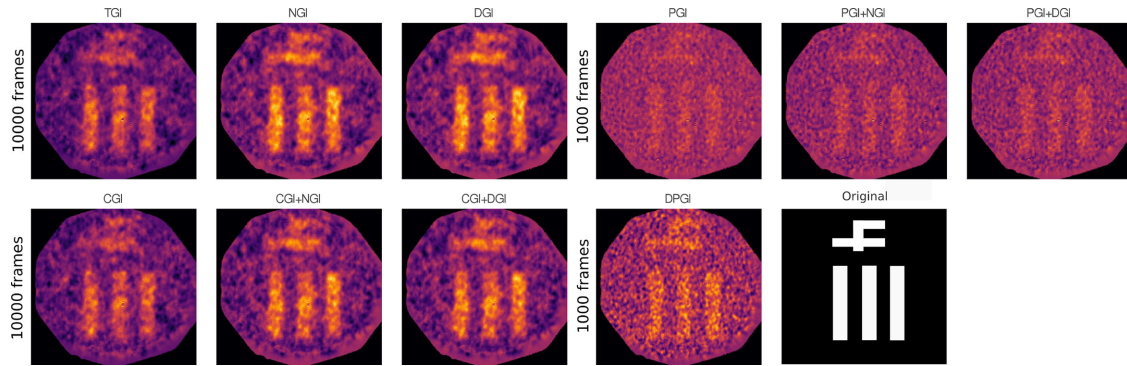 TGI NGI DGI PGI PGI+NGI PGI+DGI
10000 frames
1000 frames
CGI CGI+NGI CGI+DGI DPGI Original
10000 frames
1000 frames